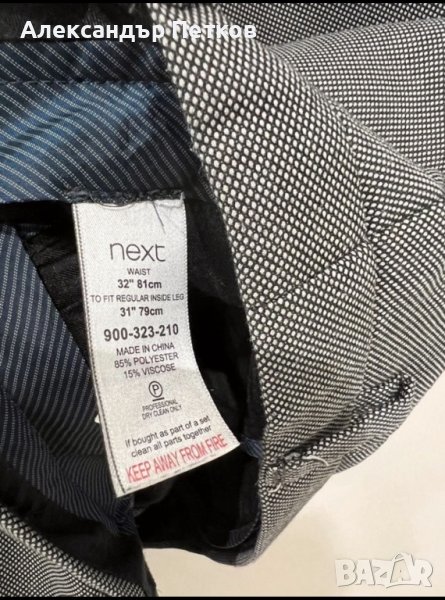 Александър Петков
next
WAIST
32" 81cm
TO FIT REGULAR INSIDE LEG
31" 79cm
900-323-210
MADE IN CHINA
85% POLYESTER
15% VISCOSE
P
PROFESSIONAL
DRY CLEAN ONLY
If bought as part of a set
clean all parts together
KEEP AWAY FROM FIRE
BAZAR